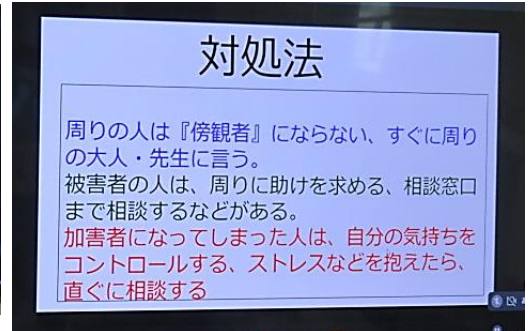 対処法
周りの人は『傍観者』にならない、すぐに周り
の大人・先生に言う。
被害者の人は、周りに助けを求める、相談窓口
まで相談するなどがある。
加害者になってしまった人は、自分の気持ちを
コントロールする、ストレスなどを抱えたら、
直ぐに相談する